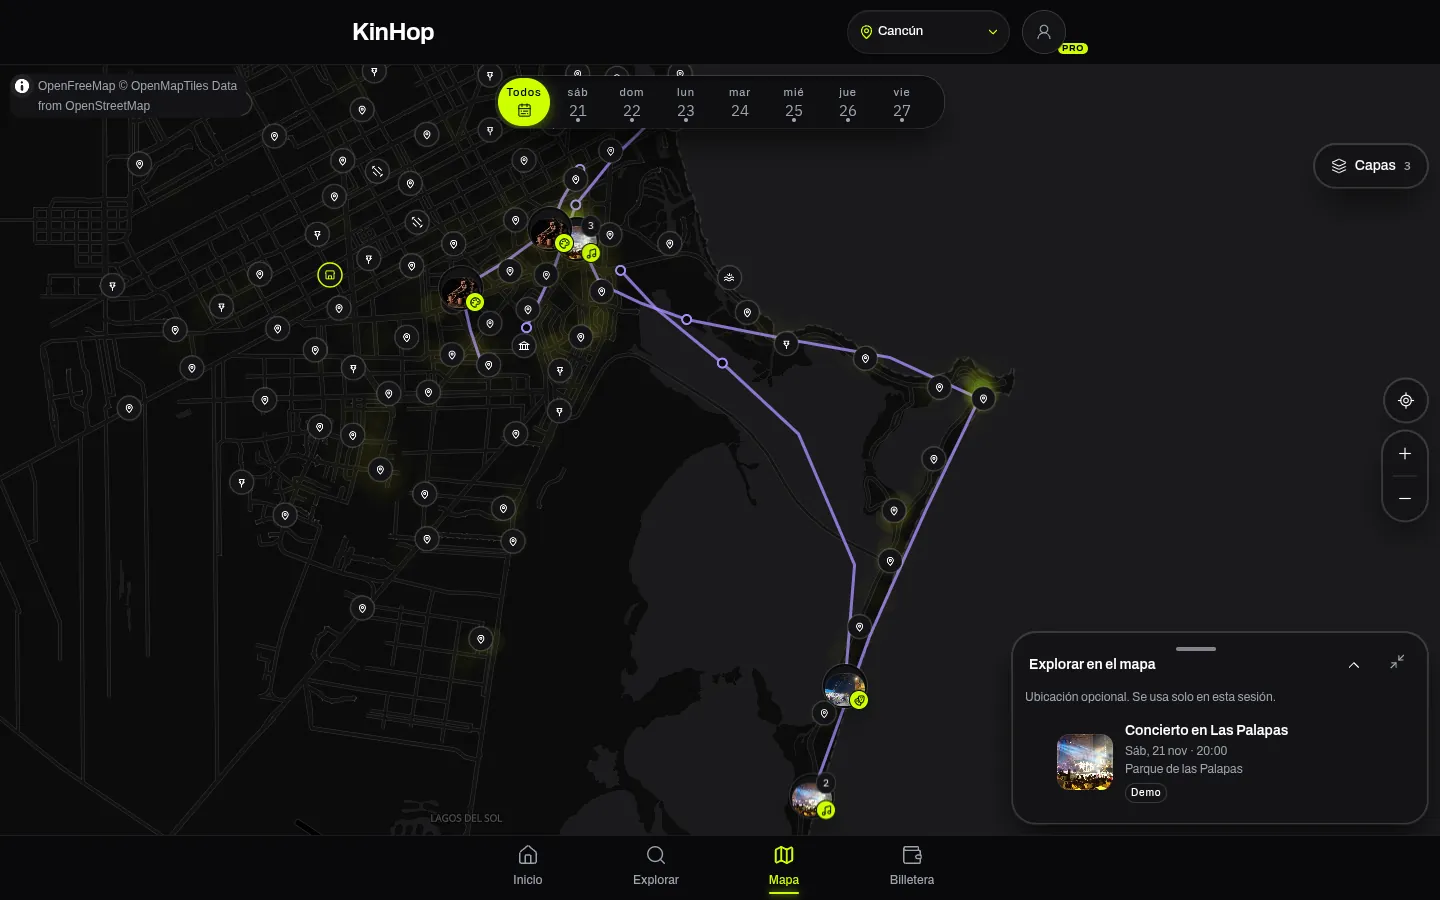 KinHop
Cancún
PRO
OpenFreeMap © OpenMapTiles Data
from OpenStreetMap
Todos
sáb
21
dom
22
lun
23
mar
24
mié
25
jue
26
vie
27
Capas 3
3
2
LAGOS DEL SOL
Explorar en el mapa
Ubicación opcional. Se usa solo en esta sesión.
Concierto en Las Palapas
Sáb, 21 nov · 20:00
Parque de las Palapas
Demo
Inicio
Explorar
Mapa
Billetera